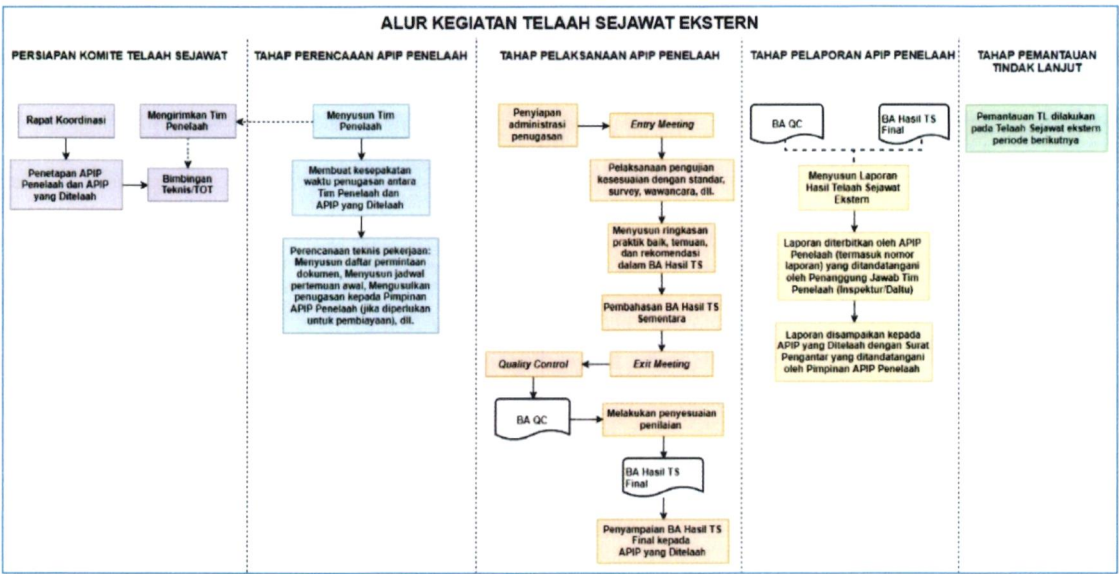 ALUR KEGIATAN TELAAH SEJAWAT EKSTERN
PERSIAPAN KOMITE TELAAH SEJAWAT
Rapat Koordinasi
Mengirimkan Tim
Penelaah
Penetapan APIP
Penelaah dan APIP
yang Ditelaah
Bimbingan
Teknis/TOT
TAHAP PERENCAAAN APIP PENELAAH
Menyusun Tim
Penelaah
Membuat kesepakatan
waktu penugasan antara
Tim Penelaah dan
APIP yang Ditelaah
Perencanaan teknis pekerjaan:
Menyusun daftar permintaan
dokumen, Menyusun jadwal
pertemuan awal, Mengusulkan
penugasan kepada Pimpinan
APIP Penelaah (jika diperlukan
untuk pembiayaan), dll.
TAHAP PELAKSANAAN APIP PENELAAH
Penyiapan
administrasi
penugasan
Entry Meeting
Pelaksanaan pengujian
kesesuaian dengan standar,
survey, wawancara, dll.
Menyusun ringkasan
praktik baik, temuan,
dan rekomendasi
dalam BA Hasil TS
Pembahasan BA Hasil TS
Sementara
Quality Control
Exit Meeting
BA QC
Melakukan penyesuaian
penilaian
BA Hasil TS
Final
Penyampaian BA Hasil TS
Final kepada
APIP yang Ditelaah
TAHAP PELAPORAN APIP PENELAAH
BA QC
BA Hasil TS
Final
Menyusun Laporan
Hasil Telaah Sejawat
Ekstern
Laporan diterbitkan oleh APIP
Penelaah (termasuk nomor
laporan) yang ditandatangani
oleh Penanggung Jawab Tim
Penelaah (Inspektur/Daltu)
Laporan disampaikan kepada
APIP yang Ditelaah dengan Surat
Pengantar yang ditandatangani
oleh Pimpinan APIP Penelaah
TAHAP PEMANTAUAN
TINDAK LANJUT
Pemantauan TL dilakukan
pada Telaah Sejawat ekstern
periode berikutnya